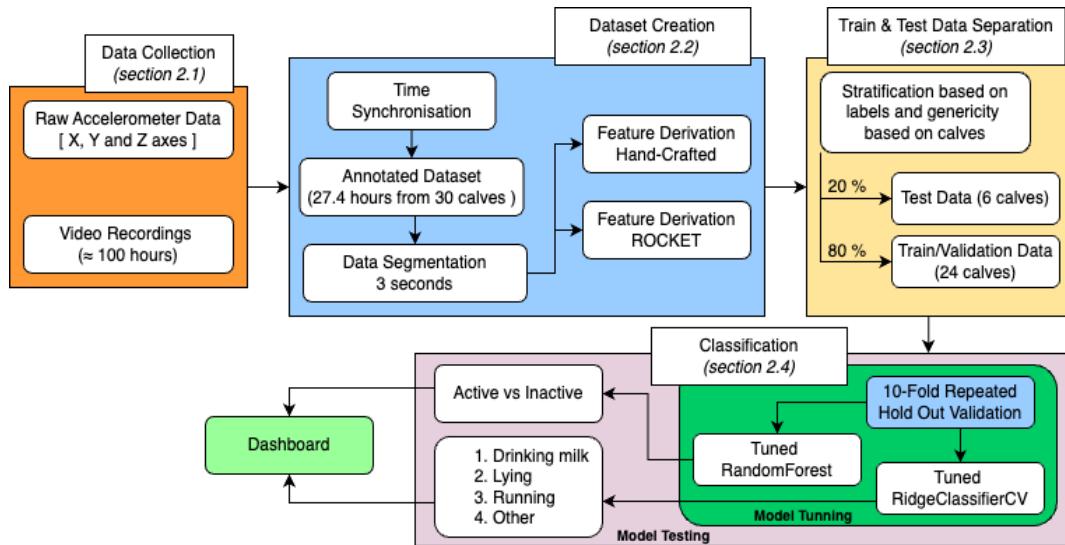 Data Collection
(section 2.1)
Raw Accelerometer Data
[ X, Y and Z axes ]
Video Recordings
(≈ 100 hours)
Dataset Creation
(section 2.2)
Time
Synchronisation
Annotated Dataset
(27.4 hours from 30 calves )
Data Segmentation
3 seconds
Feature Derivation
Hand-Crafted
Feature Derivation
ROCKET
Train & Test Data Separation
(section 2.3)
Stratification based on
labels and genericity
based on calves
20 %
Test Data (6 calves)
80 %
Train/Validation Data
(24 calves)
Classification
(section 2.4)
10-Fold Repeated
Hold Out Validation
Tuned
RandomForest
Tuned
RidgeClassifierCV
Model Tunning
Active vs Inactive
1. Drinking milk
2. Lying
3. Running
4. Other
Model Testing
Dashboard